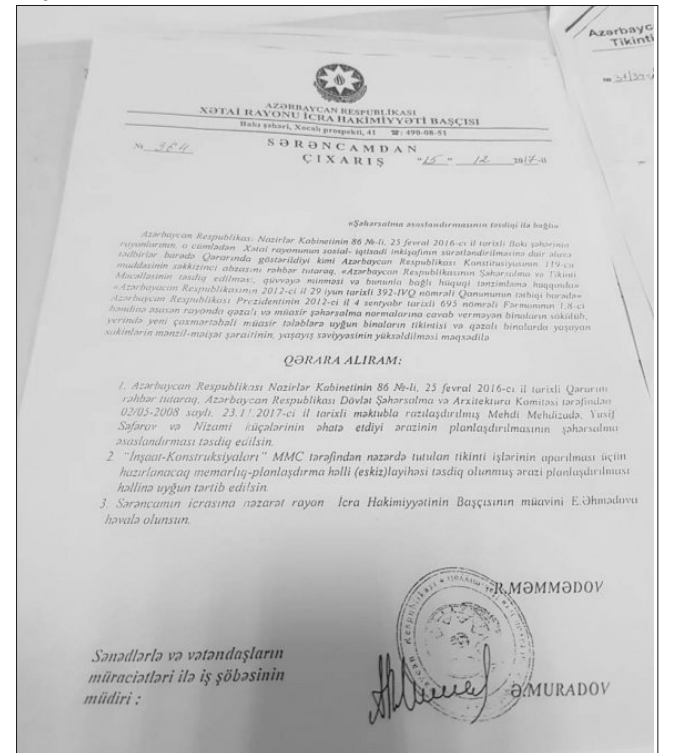 Azərbayc
Tikinti
AZƏRBAYCAN RESPUBLİKASI
XƏTAİ RAYONU İCRA HAKİMİYYƏTİ BAŞÇISI
Bakı şəhəri, Xocalı prospekti, 41 ☎: 490-08-51
SƏRƏNCAMDAN
ÇIXARIŞ
№ 364 "15" 12 2017-il
«Şəhərsalma əsaslandırmasının təsdiqi ilə bağlı»
Azərbaycan Respublikası Nazirlər Kabinetinin 86 №-li, 25 fevral 2016-cı il tarixli Bakı şəhərinin
rayonlarının, o cümlədən Xətai rayonunun sosial- iqtisadi inkişafının sürətləndirilməsinə dair əlavə
tədbirlər barədə Qərarında göstərildiyi kimi Azərbaycan Respublikası Konstitusiyasının 119-cu
maddəsinin səkkizinci abzasını rəhbər tutaraq, «Azərbaycan Respublikasının Şəhərsalma və Tikinti
Məcəlləsinin təsdiq edilməsi, qüvvəyə minməsi və bununla bağlı hüquqi tənzimləmə haqqında»
«Azərbaycan Respublikasının 2012-ci il 29 iyun tarixli 392-IVQ nömrəli Qanununun tətbiqi barədə»
Azərbaycan Respublikası Prezidentinin 2012-ci il 4 sentyabr tarixli 695 nömrəli Fərmanının 1.8-ci
bəndinə əsasən rayonda qəzalı və müasir şəhərsalma normalarına cavab verməyən binaların sökülüb,
yerində yeni çoxmərtəbəli müasir tələblərə uyğun binaların tikintisi və qəzalı binalarda yaşayan
sakinlərin mənzil-məişət şəraitinin, yaşayış səviyyəsinin yüksəldilməsi məqsədilə
QƏRARA ALIRAM:
1. Azərbaycan Respublikası Nazirlər Kabinetinin 86 №-li, 25 fevral 2016-cı il tarixli Qərarını
rəhbər tutaraq, Azərbaycan Respublikası Dövlət Şəhərsalma və Arxitektura Komitəsi tərəfindən
02/05-2008 saylı, 23.11.2017-ci il tarixli məktubla razılaşdırılmış Mehdi Mehdizadə, Yusif
Səfərov və Nizami küçələrinin əhatə etdiyi ərazinin planlaşdırılmasının şəhərsalma
əsaslandırması təsdiq edilsin.
2. "İnşaat-Konstruksiyaları" MMC tərəfindən nəzərdə tutulan tikinti işlərinin aparılması üçün
hazırlanacaq memarlıq-planlaşdırma həlli (eskiz)layihəsi təsdiq olunmuş ərazi planlaşdırılması
həllinə uyğun tərtib edilsin.
3. Sərəncamın icrasına nəzarət rayon İcra Hakimiyyətinin Başçısının müavini E.Əhmədova
həvalə olunsun.
R.MƏMMƏDOV
Sənədlərlə və vətəndaşların
müraciətləri ilə iş şöbəsinin
müdiri : Ə.MURADOV